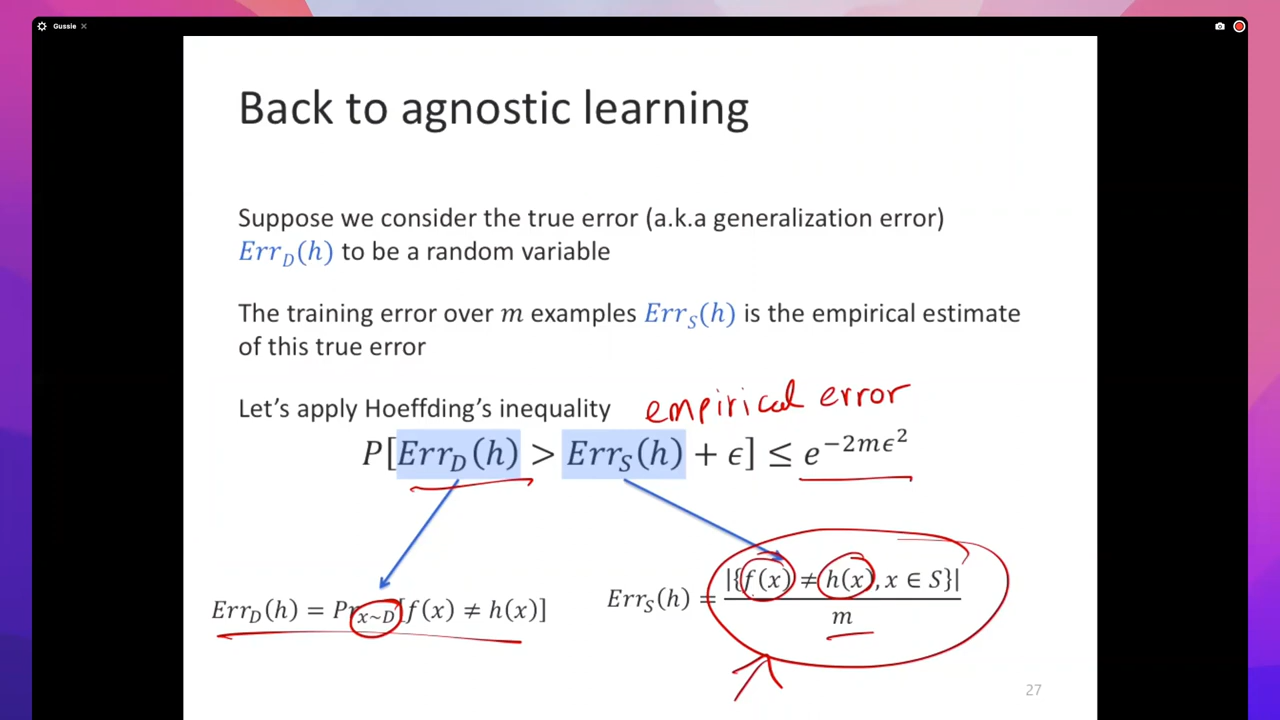 Gussie ×
Back to agnostic learning
Suppose we consider the true error (a.k.a generalization error)
Err_D(h) to be a random variable
The training error over m examples Err_S(h) is the empirical estimate
of this true error
empirical error
Let's apply Hoeffding's inequality
P[Err_D(h) > Err_S(h) + ϵ] ≤ e^{−2mϵ^2}
Err_D(h) = Pr_{x~D}[f(x) ≠ h(x)]
Err_S(h) = |{f(x) ≠ h(x), x ∈ S}| / m
27